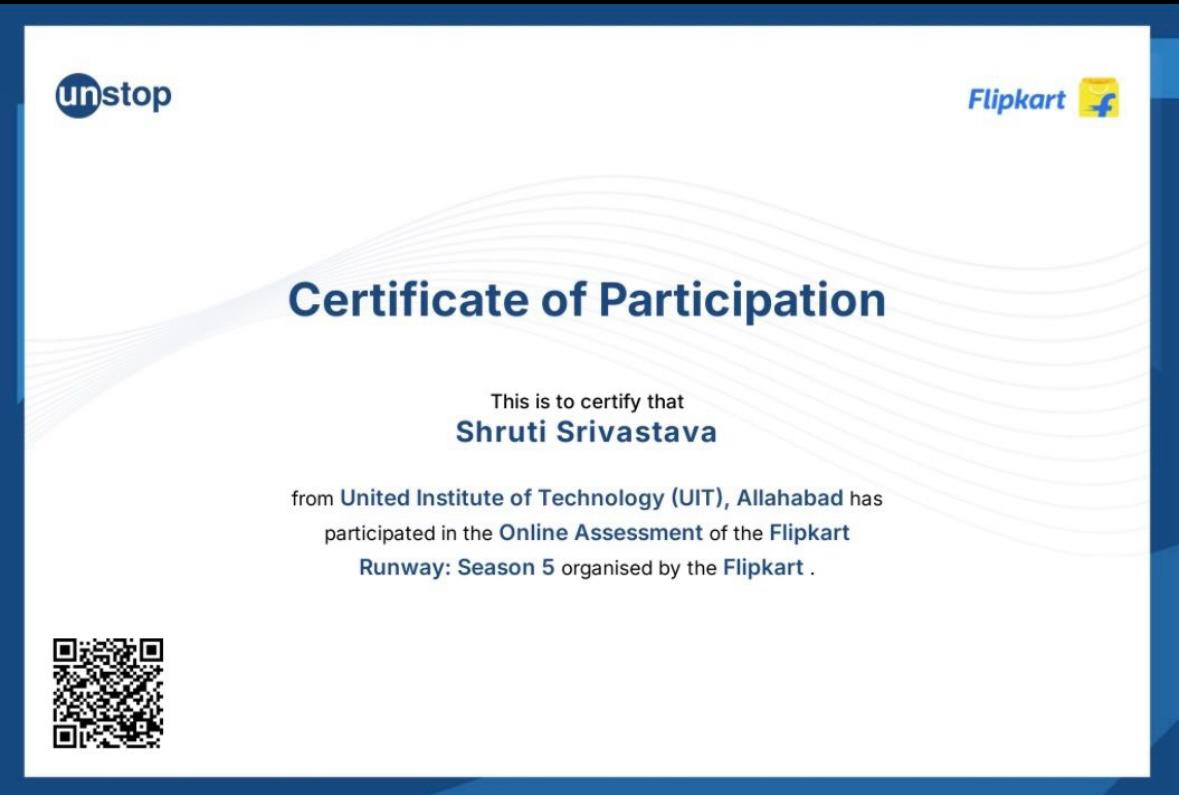 unstop
Flipkart
Certificate of Participation
This is to certify that
Shruti Srivastava
from United Institute of Technology (UIT), Allahabad has
participated in the Online Assessment of the Flipkart
Runway: Season 5 organised by the Flipkart .